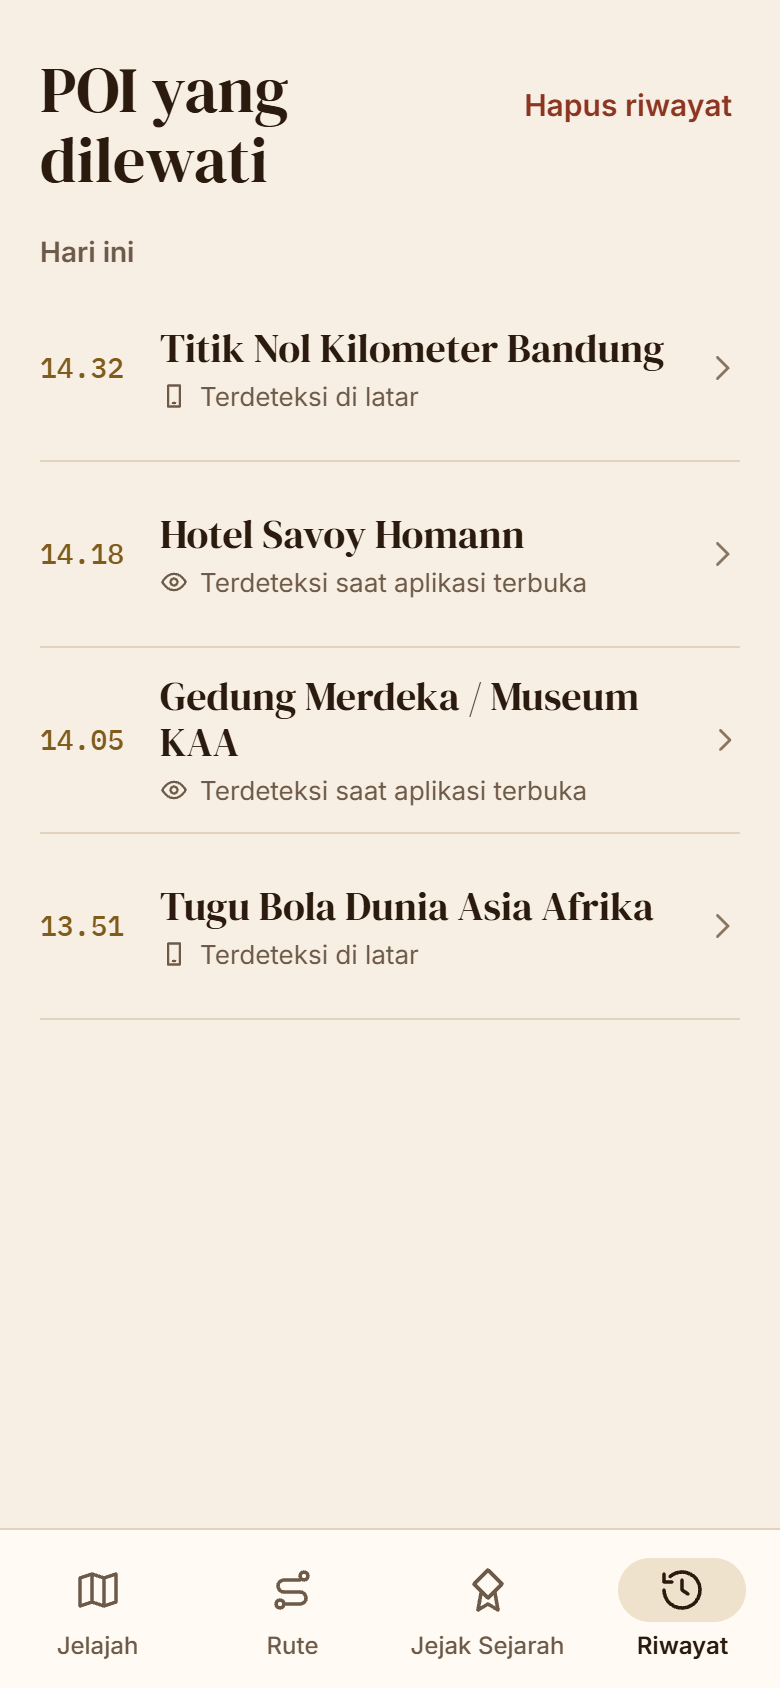 POI yang
dilewati
Hapus riwayat
Hari ini
14.32
Titik Nol Kilometer Bandung
Terdeteksi di latar
14.18
Hotel Savoy Homann
Terdeteksi saat aplikasi terbuka
14.05
Gedung Merdeka / Museum
KAA
Terdeteksi saat aplikasi terbuka
13.51
Tugu Bola Dunia Asia Afrika
Terdeteksi di latar
Jelajah
Rute
Jejak Sejarah
Riwayat